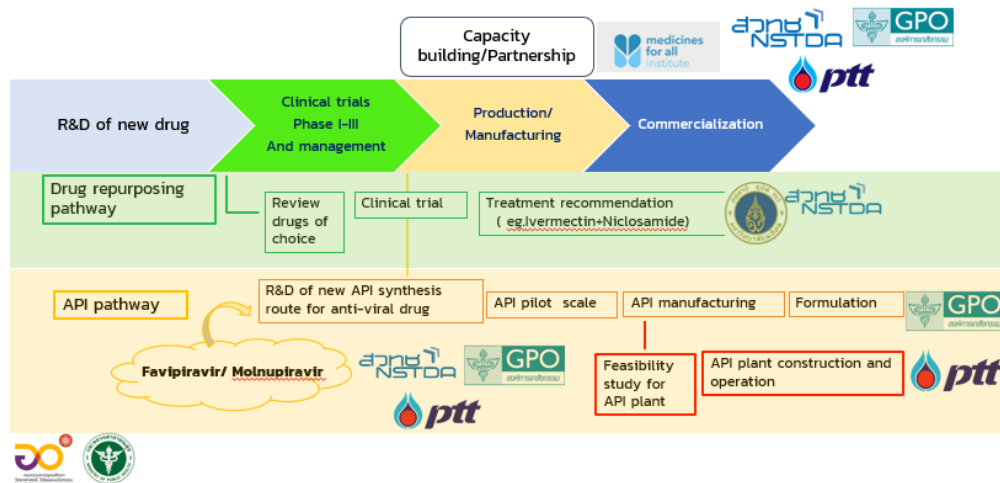 Capacity
building/Partnership
medicines
for all
institute
สวทช
NSTDA
GPO
องค์การเภสัชกรรม
ptt
R&D of new drug
Clinical trials
Phase I-III
And management
Production/
Manufacturing
Commercialization
Drug repurposing
pathway
Review
drugs of
choice
Clinical trial
Treatment recommendation
( eg.Ivermectin+Niclosamide)
สวทช
NSTDA
API pathway
R&D of new API synthesis
route for anti-viral drug
API pilot scale
API manufacturing
Formulation
GPO
องค์การเภสัชกรรม
Favipiravir/ Molnupiravir
สวทช
NSTDA
GPO
องค์การเภสัชกรรม
ptt
Feasibility
study for
API plant
API plant construction and
operation
ptt